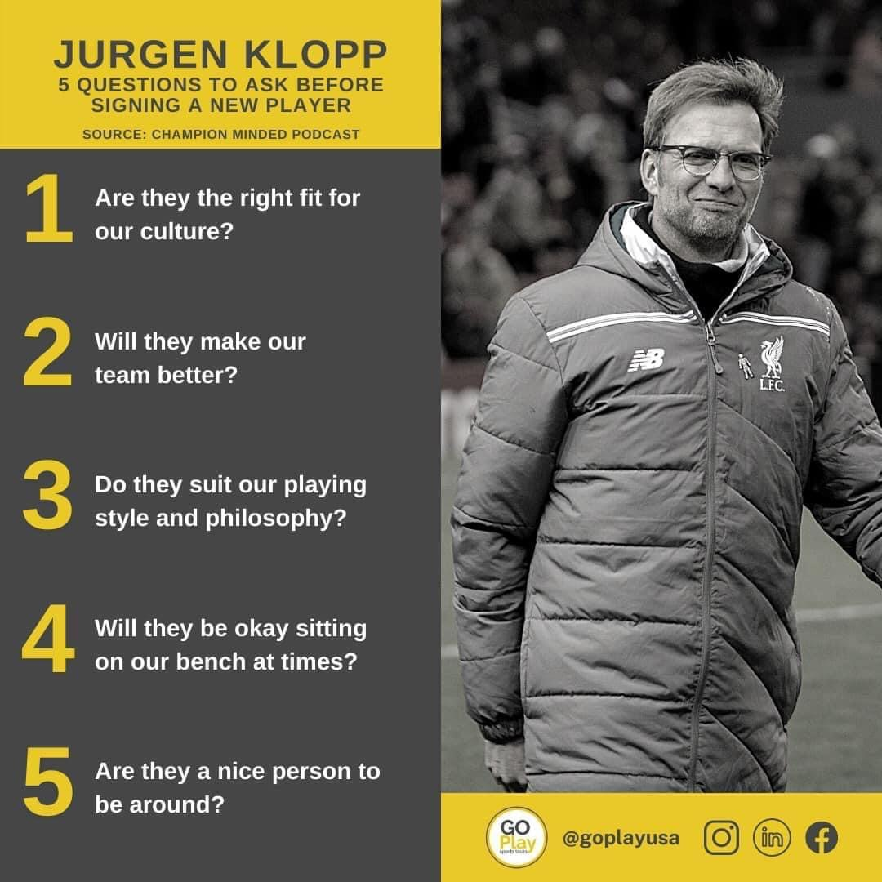 JURGEN KLOPP
5 QUESTIONS TO ASK BEFORE
SIGNING A NEW PLAYER
SOURCE: CHAMPION MINDED PODCAST
1
Are they the right fit for
our culture?
2
Will they make our
team better?
3
Do they suit our playing
style and philosophy?
4
Will they be okay sitting
on our bench at times?
5
Are they a nice person to
be around?
NB
L.F.C.
GO
Play
@goplayusa
in
f